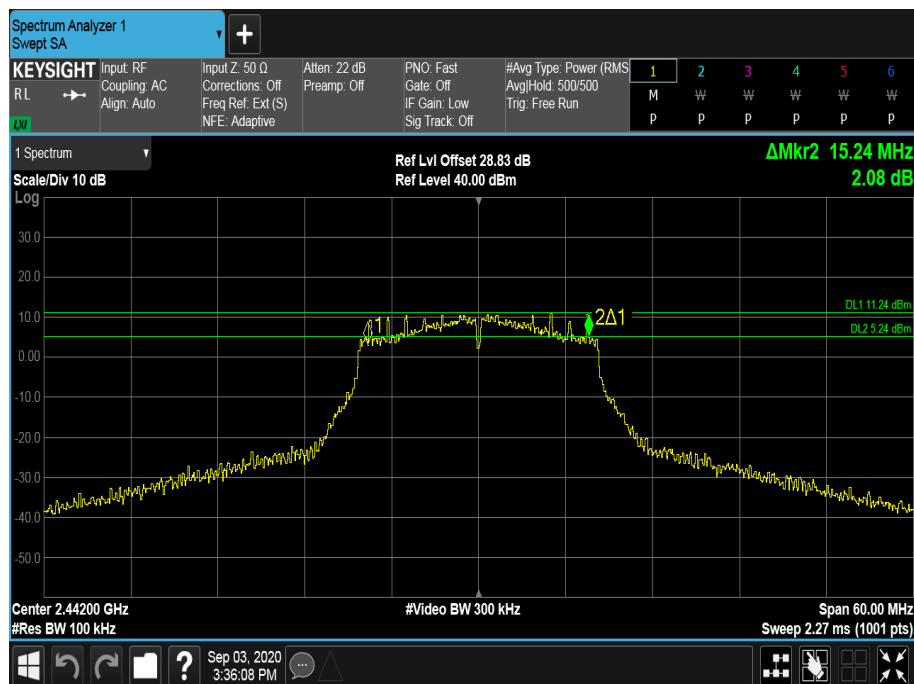 Spectrum Analyzer 1
Swept SA
+
KEYSIGHT
RL
LXI
Input: RF
Coupling: AC
Align: Auto
Input Z: 50 Ω
Corrections: Off
Freq Ref: Ext (S)
NFE: Adaptive
Atten: 22 dB
Preamp: Off
PNO: Fast
Gate: Off
IF Gain: Low
Sig Track: Off
#Avg Type: Power (RMS
Avg|Hold: 500/500
Trig: Free Run
1 2 3 4 5 6
M W W W W W
P P P P P P
1 Spectrum
Scale/Div 10 dB
Log
Ref Lvl Offset 28.83 dB
Ref Level 40.00 dBm
ΔMkr2 15.24 MHz
2.08 dB
30.0
20.0
10.0
0.00
-10.0
-20.0
-30.0
-40.0
-50.0
DL1 11.24 dBm
DL2 5.24 dBm
1
2Δ1
Center 2.44200 GHz
#Res BW 100 kHz
#Video BW 300 kHz
Span 60.00 MHz
Sweep 2.27 ms (1001 pts)
?
Sep 03, 2020
3:36:08 PM